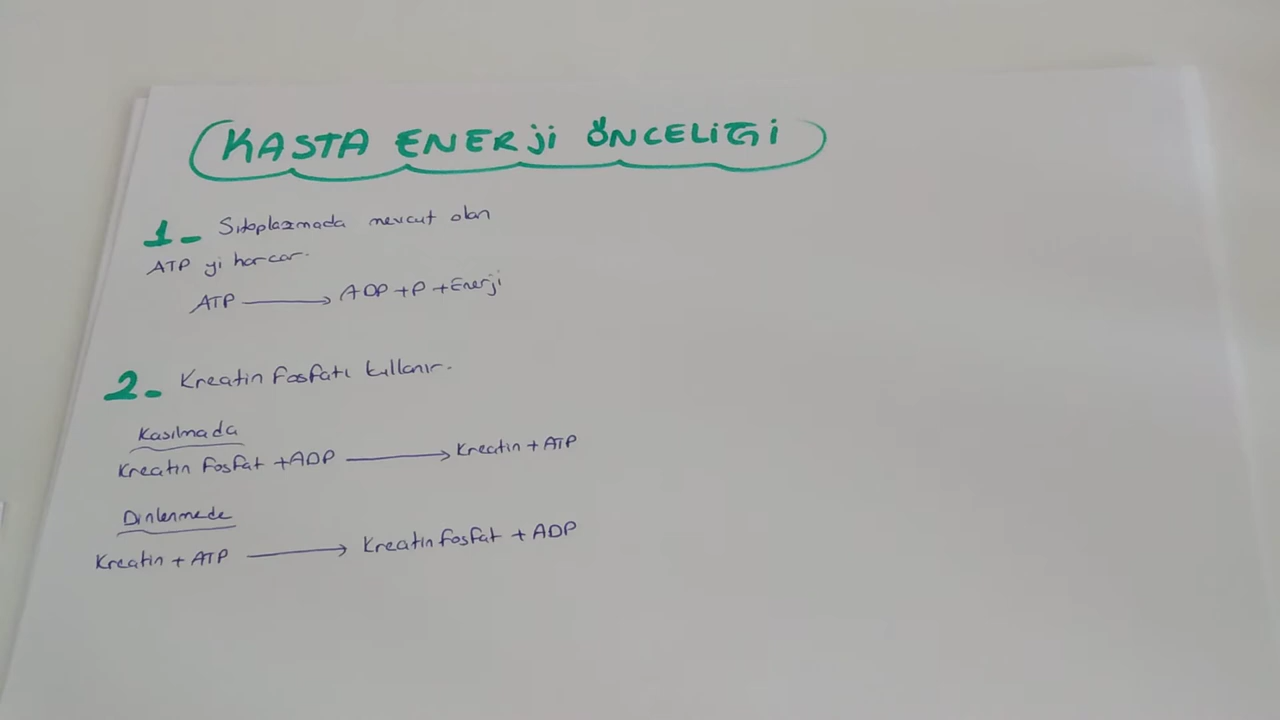 KASTA ENERji ÖNCELİĞİ
1- Sitoplazmada mevcut olan
ATP yi harcar.
ATP → ADP + P + Enerji
2- Kreatin fosfatı kullanır.
Kasılmada
Kreatin fosfat + ADP → Kreatin + ATP
Dinlenmede
Kreatin + ATP → Kreatin fosfat + ADP